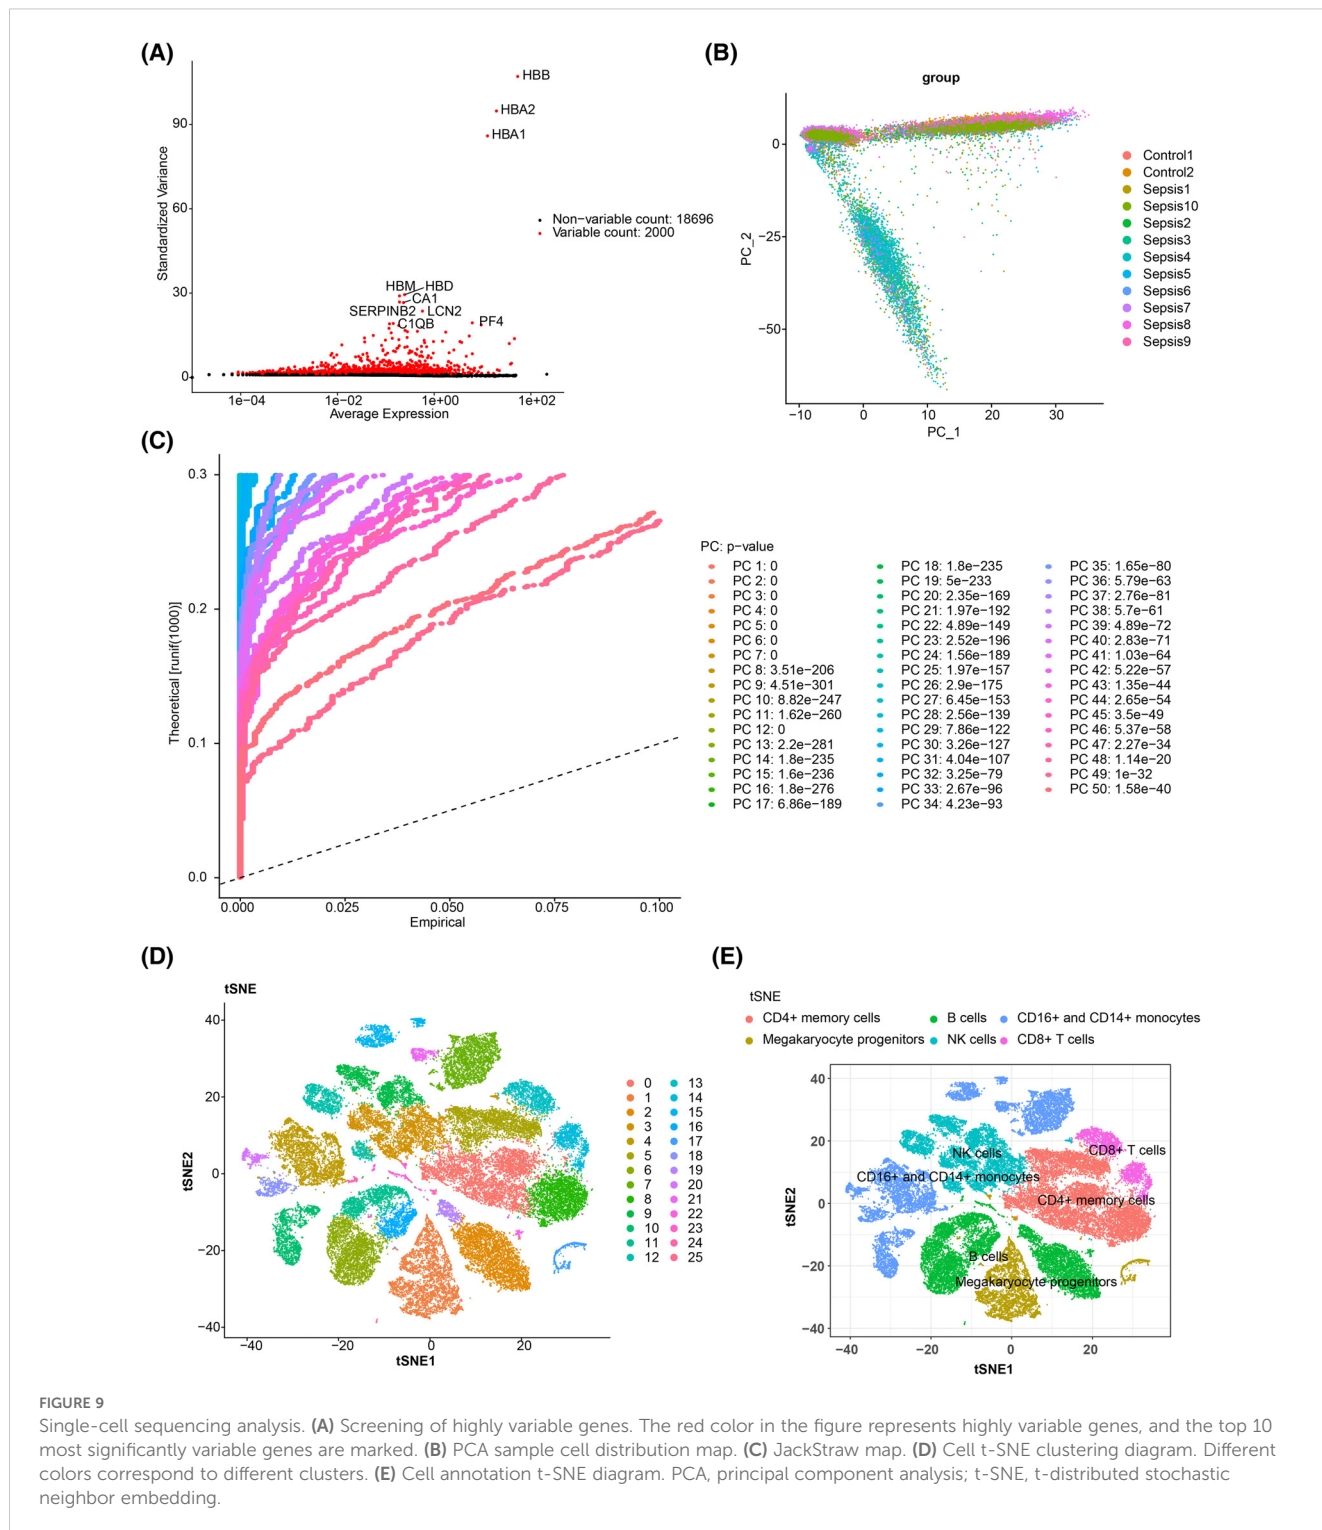 (A)
HBB
HBA2
HBA1
90
60
30
0
Standardized Variance
Non-variable count: 18696
Variable count: 2000
HBM
HBD
CA1
SERPINB2
LCN2
C1QB
PF4
1e−04
1e−02
1e+00
1e+02
Average Expression
(B)
group
0
−25
−50
PC_2
−10
0
10
20
30
PC_1
Control1
Control2
Sepsis1
Sepsis10
Sepsis2
Sepsis3
Sepsis4
Sepsis5
Sepsis6
Sepsis7
Sepsis8
Sepsis9
(C)
0.3
0.2
0.1
0.0
Theoretical [runif(1000)]
0.000
0.025
0.050
0.075
0.100
Empirical
PC: p−value
PC 1: 0
PC 2: 0
PC 3: 0
PC 4: 0
PC 5: 0
PC 6: 0
PC 7: 0
PC 8: 3.51e−206
PC 9: 4.51e−301
PC 10: 8.82e−247
PC 11: 1.62e−260
PC 12: 0
PC 13: 2.2e−281
PC 14: 1.8e−235
PC 15: 1.6e−236
PC 16: 1.8e−276
PC 17: 6.86e−189
PC 18: 1.8e−235
PC 19: 5e−233
PC 20: 2.35e−169
PC 21: 1.97e−192
PC 22: 4.89e−149
PC 23: 2.52e−196
PC 24: 1.56e−189
PC 25: 1.97e−157
PC 26: 2.9e−175
PC 27: 6.45e−153
PC 28: 2.56e−139
PC 29: 7.86e−122
PC 30: 3.26e−127
PC 31: 4.04e−107
PC 32: 3.25e−79
PC 33: 2.67e−96
PC 34: 4.23e−93
PC 35: 1.65e−80
PC 36: 5.79e−63
PC 37: 2.76e−81
PC 38: 5.7e−61
PC 39: 4.89e−72
PC 40: 2.83e−71
PC 41: 1.03e−64
PC 42: 5.22e−57
PC 43: 1.35e−44
PC 44: 2.65e−54
PC 45: 3.5e−49
PC 46: 5.37e−58
PC 47: 2.27e−34
PC 48: 1.14e−20
PC 49: 1e−32
PC 50: 1.58e−40
(D)
tSNE
40
20
0
−20
−40
tSNE2
−40
−20
0
20
tSNE1
0
1
2
3
4
5
6
7
8
9
10
11
12
13
14
15
16
17
18
19
20
21
22
23
24
25
(E)
tSNE
CD4+ memory cells
B cells
CD16+ and CD14+ monocytes
Megakaryocyte progenitors
NK cells
CD8+ T cells
40
20
0
−20
−40
tSNE2
NK cells
CD8+ T cells
CD16+ and CD14+ monocytes
CD4+ memory cells
B cells
Megakaryocyte progenitors
−40
−20
0
20
tSNE1
FIGURE 9
Single-cell sequencing analysis. (A) Screening of highly variable genes. The red color in the figure represents highly variable genes, and the top 10
most significantly variable genes are marked. (B) PCA sample cell distribution map. (C) JackStraw map. (D) Cell t-SNE clustering diagram. Different
colors correspond to different clusters. (E) Cell annotation t-SNE diagram. PCA, principal component analysis; t-SNE, t-distributed stochastic
neighbor embedding.